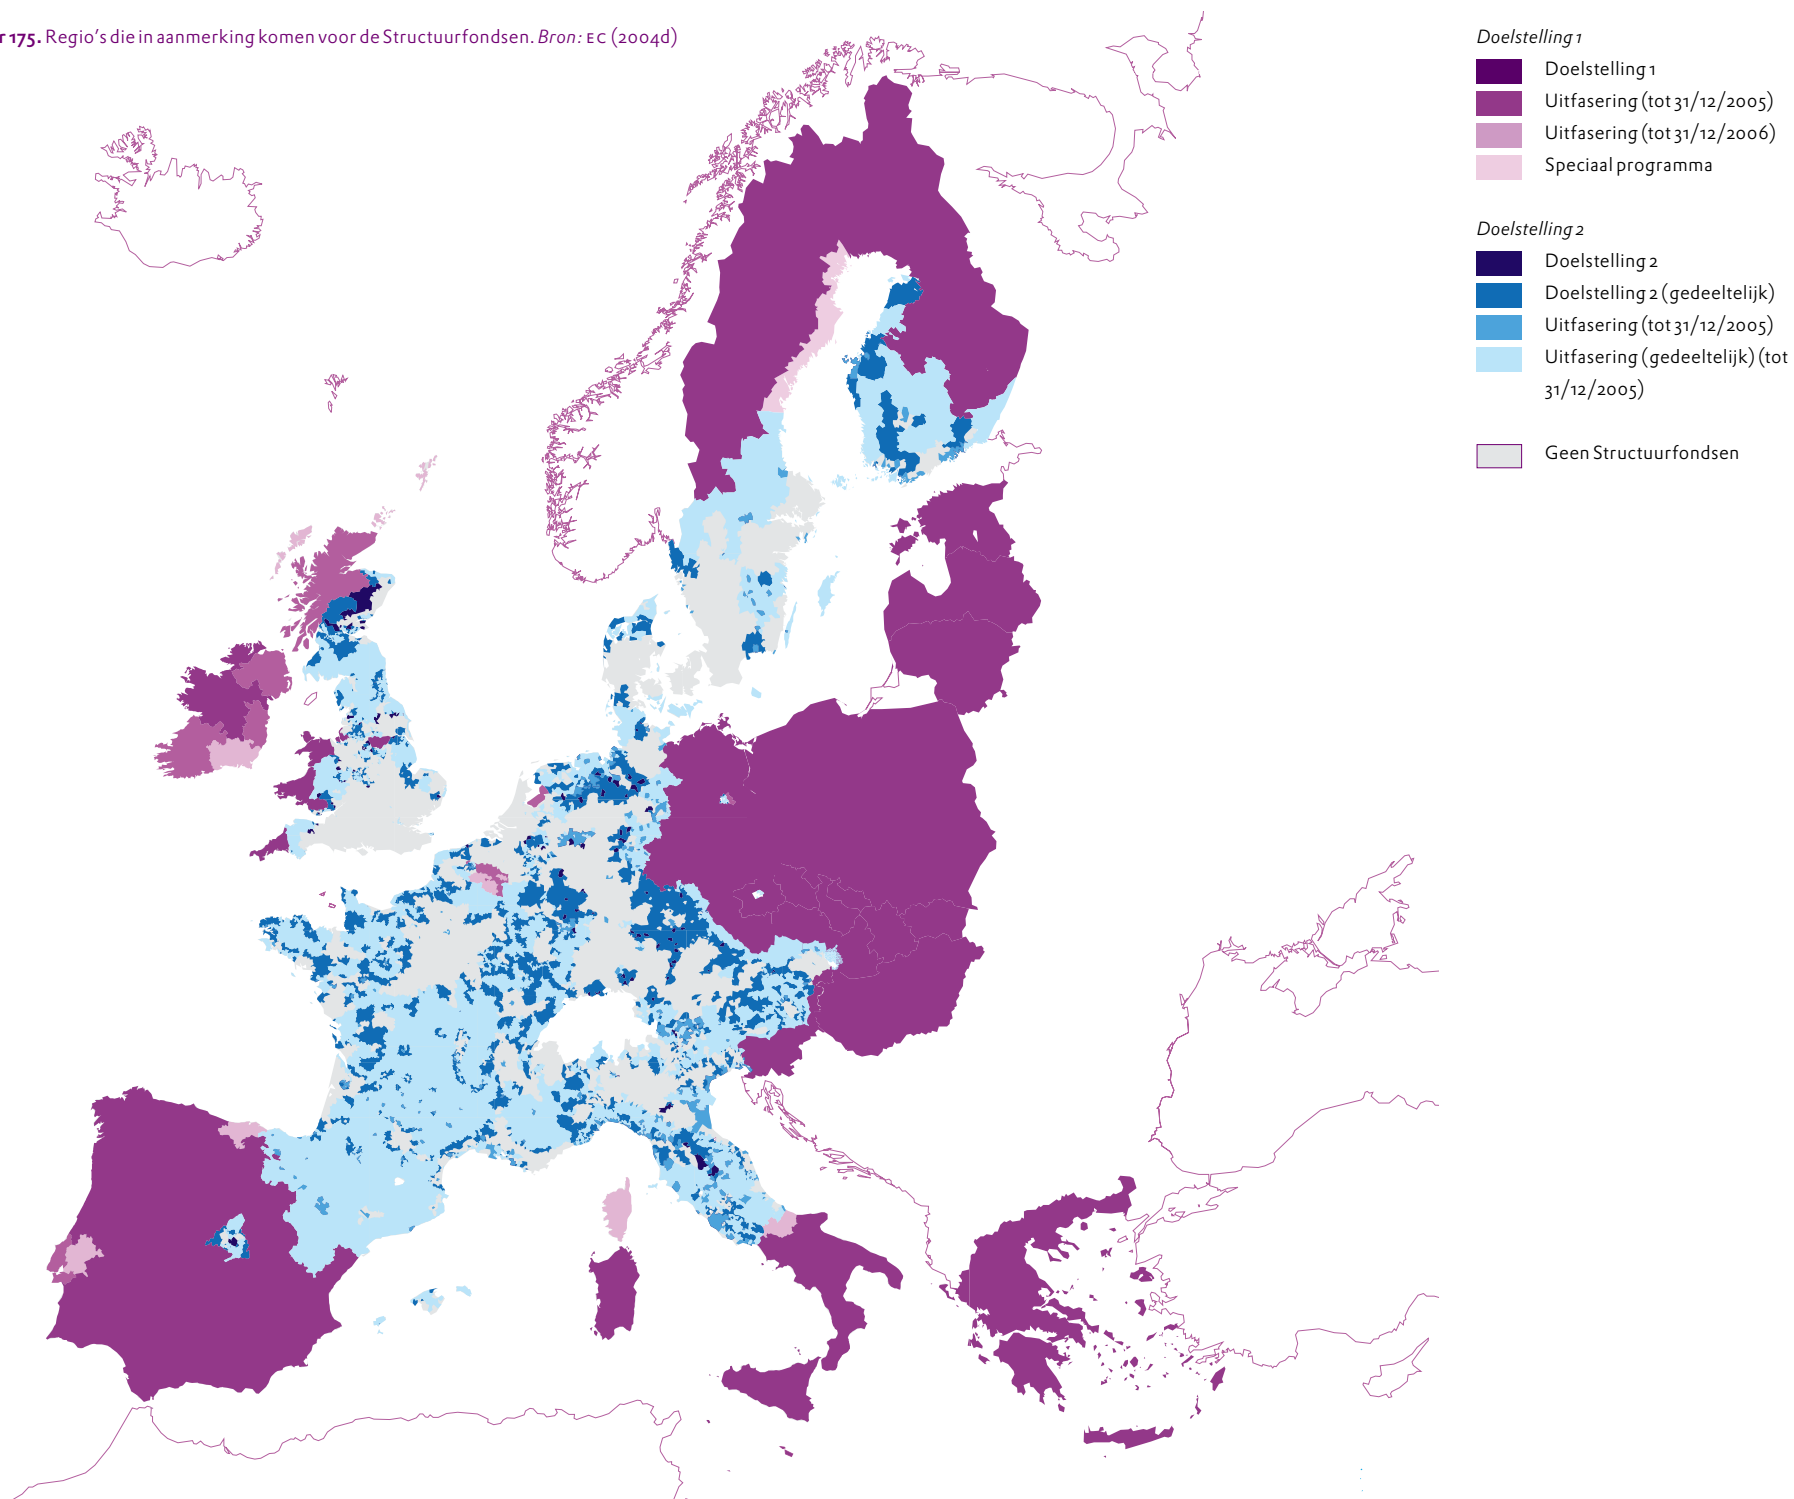 r 175. Regio's die in aanmerking komen voor de Structuurfondsen. Bron: EC (2004d)
Doelstelling 1
Doelstelling 1
Uitfasering (tot 31/12/2005)
Uitfasering (tot 31/12/2006)
Speciaal programma
Doelstelling 2
Doelstelling 2
Doelstelling 2 (gedeeltelijk)
Uitfasering (tot 31/12/2005)
Uitfasering (gedeeltelijk) (tot
31/12/2005)
Geen Structuurfondsen